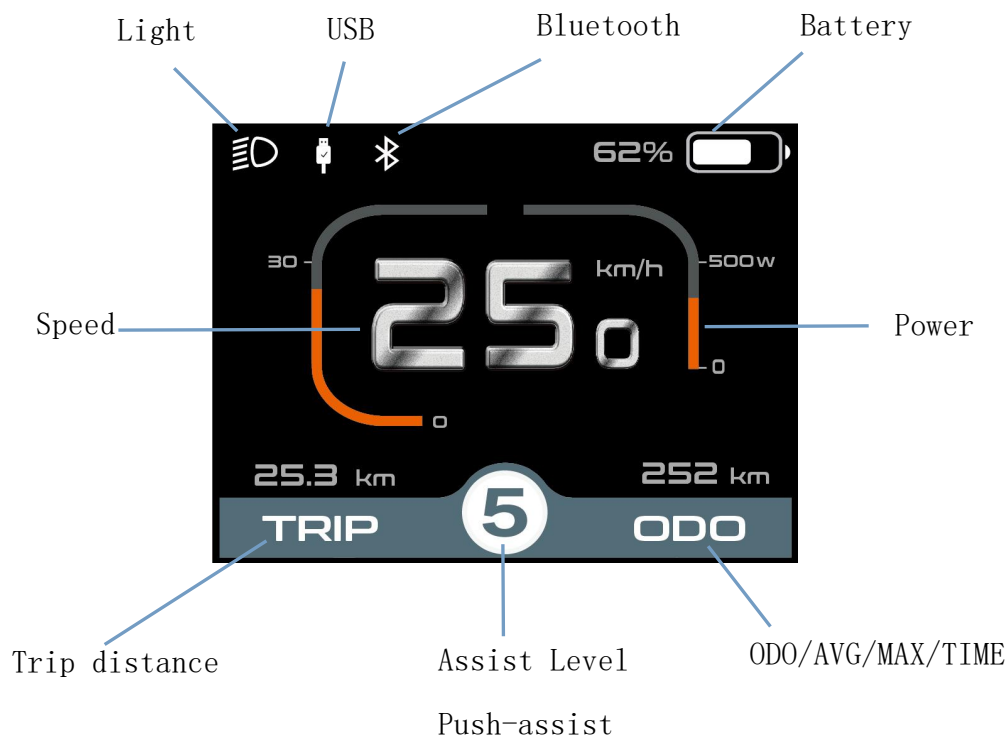 Light USB Bluetooth Battery
62%
30 km/h 500W
25.0
Speed Power
0
0
25.3 km 252 km
TRIP 5 ODO
Trip distance Assist Level ODO/AVG/MAX/TIME
Push-assist